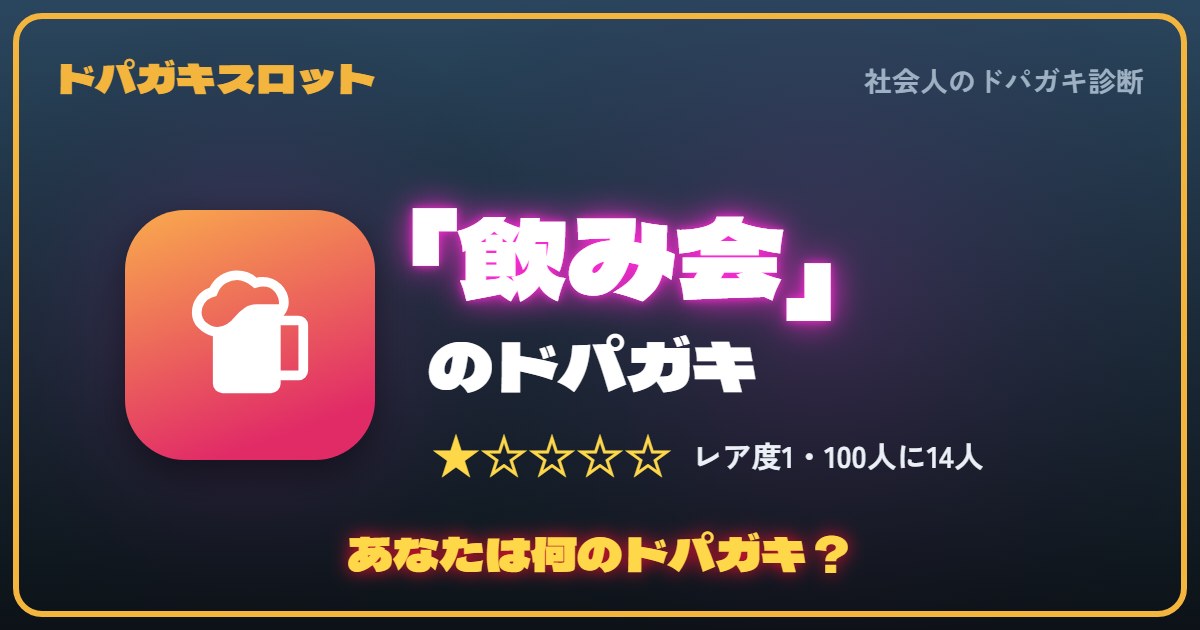 ドパガキスロット
社会人のドパガキ診断
「飲み会」
のドパガキ
★☆☆☆☆ レア度1・100人に14人
あなたは何のドパガキ？